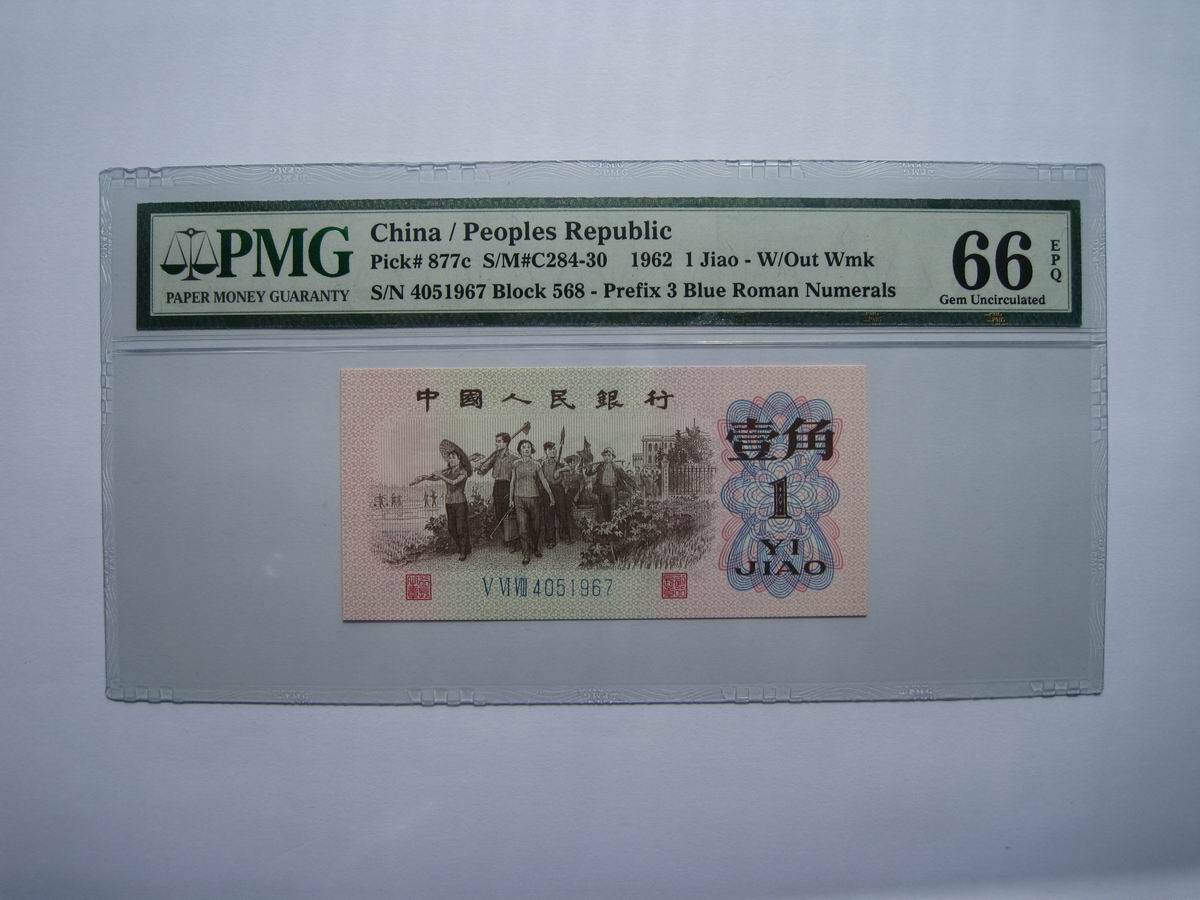 PMG
PAPER MONEY GUARANTY
China / Peoples Republic
Pick# 877c S/M#C284-30 1962 1 Jiao - W/Out Wmk
S/N 4051967 Block 568 - Prefix 3 Blue Roman Numerals
66
EPQ
Gem Uncirculated
中國人民銀行
壹角
1
YI
JIAO
V VI VIII 4051967